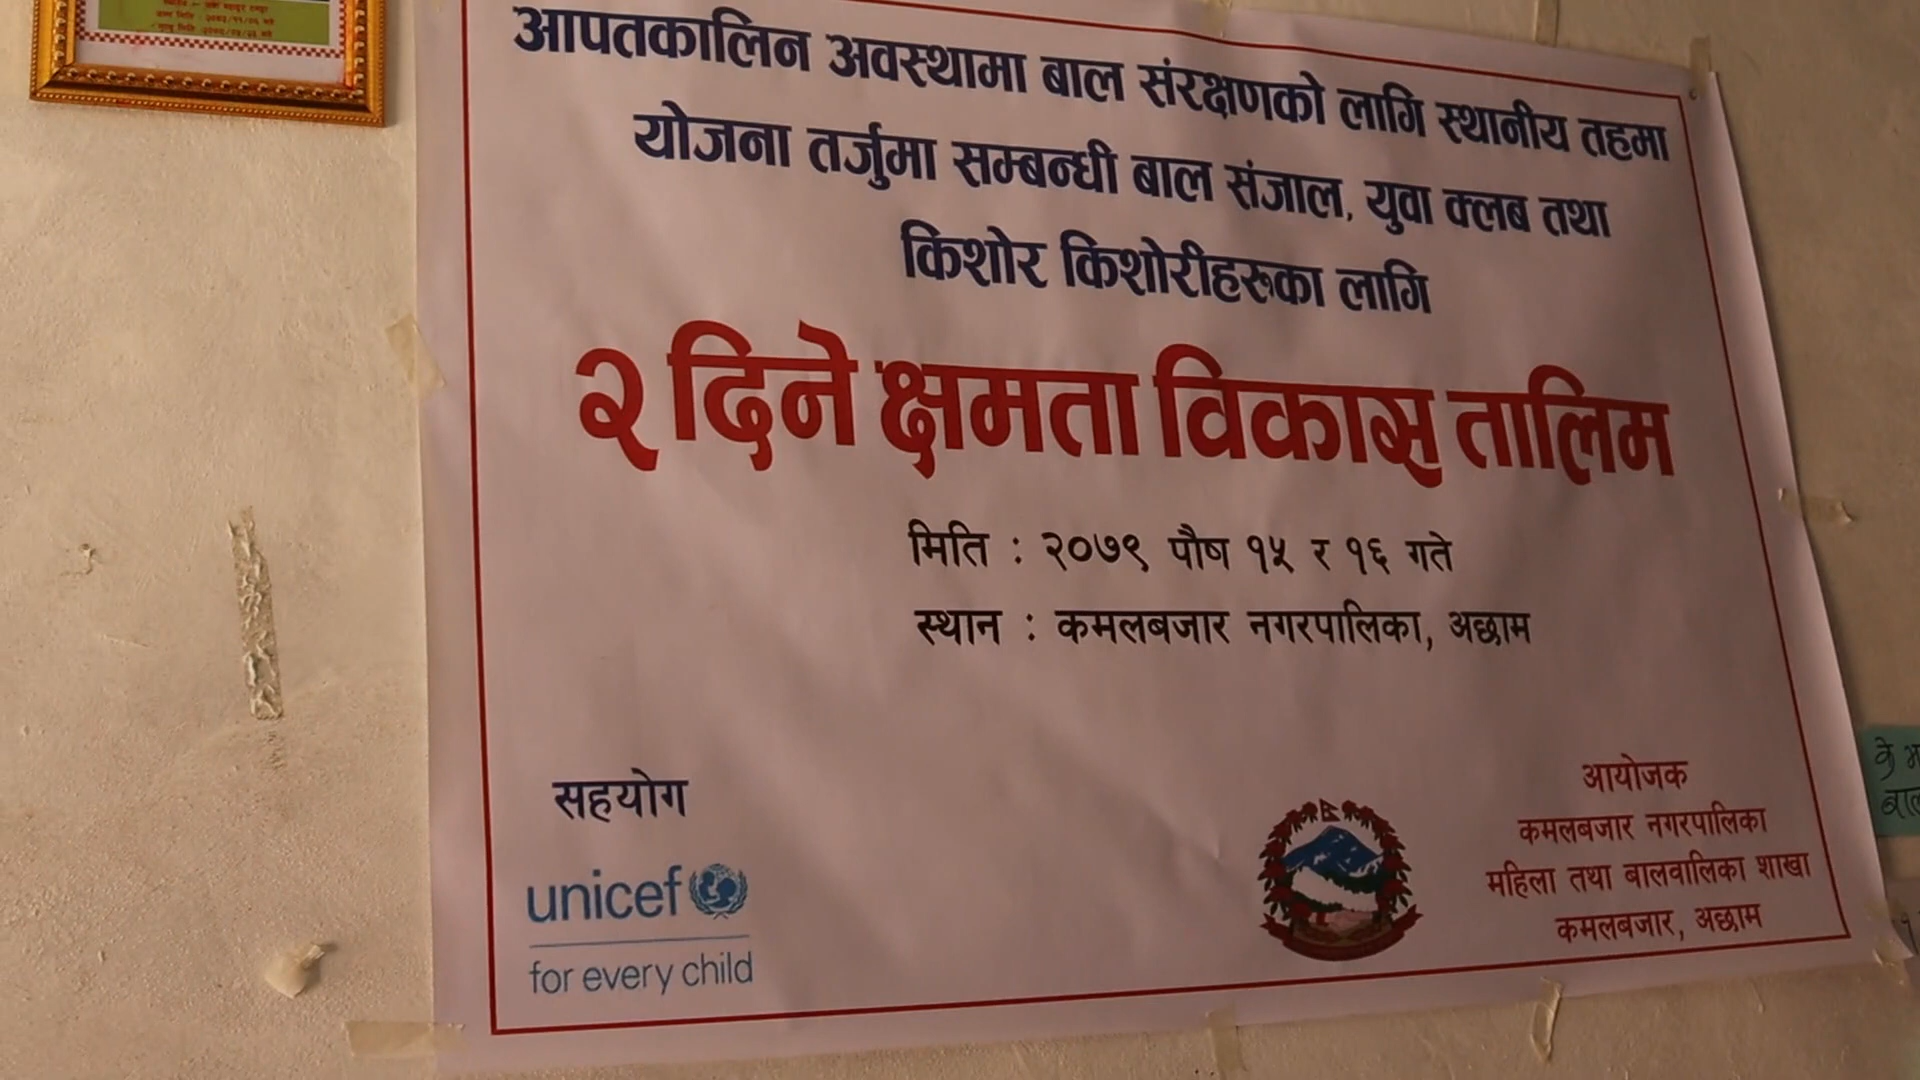 आपतकालिन अवस्थामा बाल संरक्षणको लागि स्थानीय तहमा
योजना तर्जुमा सम्बन्धी बाल संजाल, युवा क्लब तथा
किशोर किशोरीहरुका लागि
२ दिने क्षमता विकास तालिम
मिति : २०७९ पौष १५ र १६ गते
स्थान : कमलबजार नगरपालिका, अछाम
सहयोग
unicef
for every child
आयोजक
कमलबजार नगरपालिका
महिला तथा बालवालिका शाखा
कमलबजार, अछाम